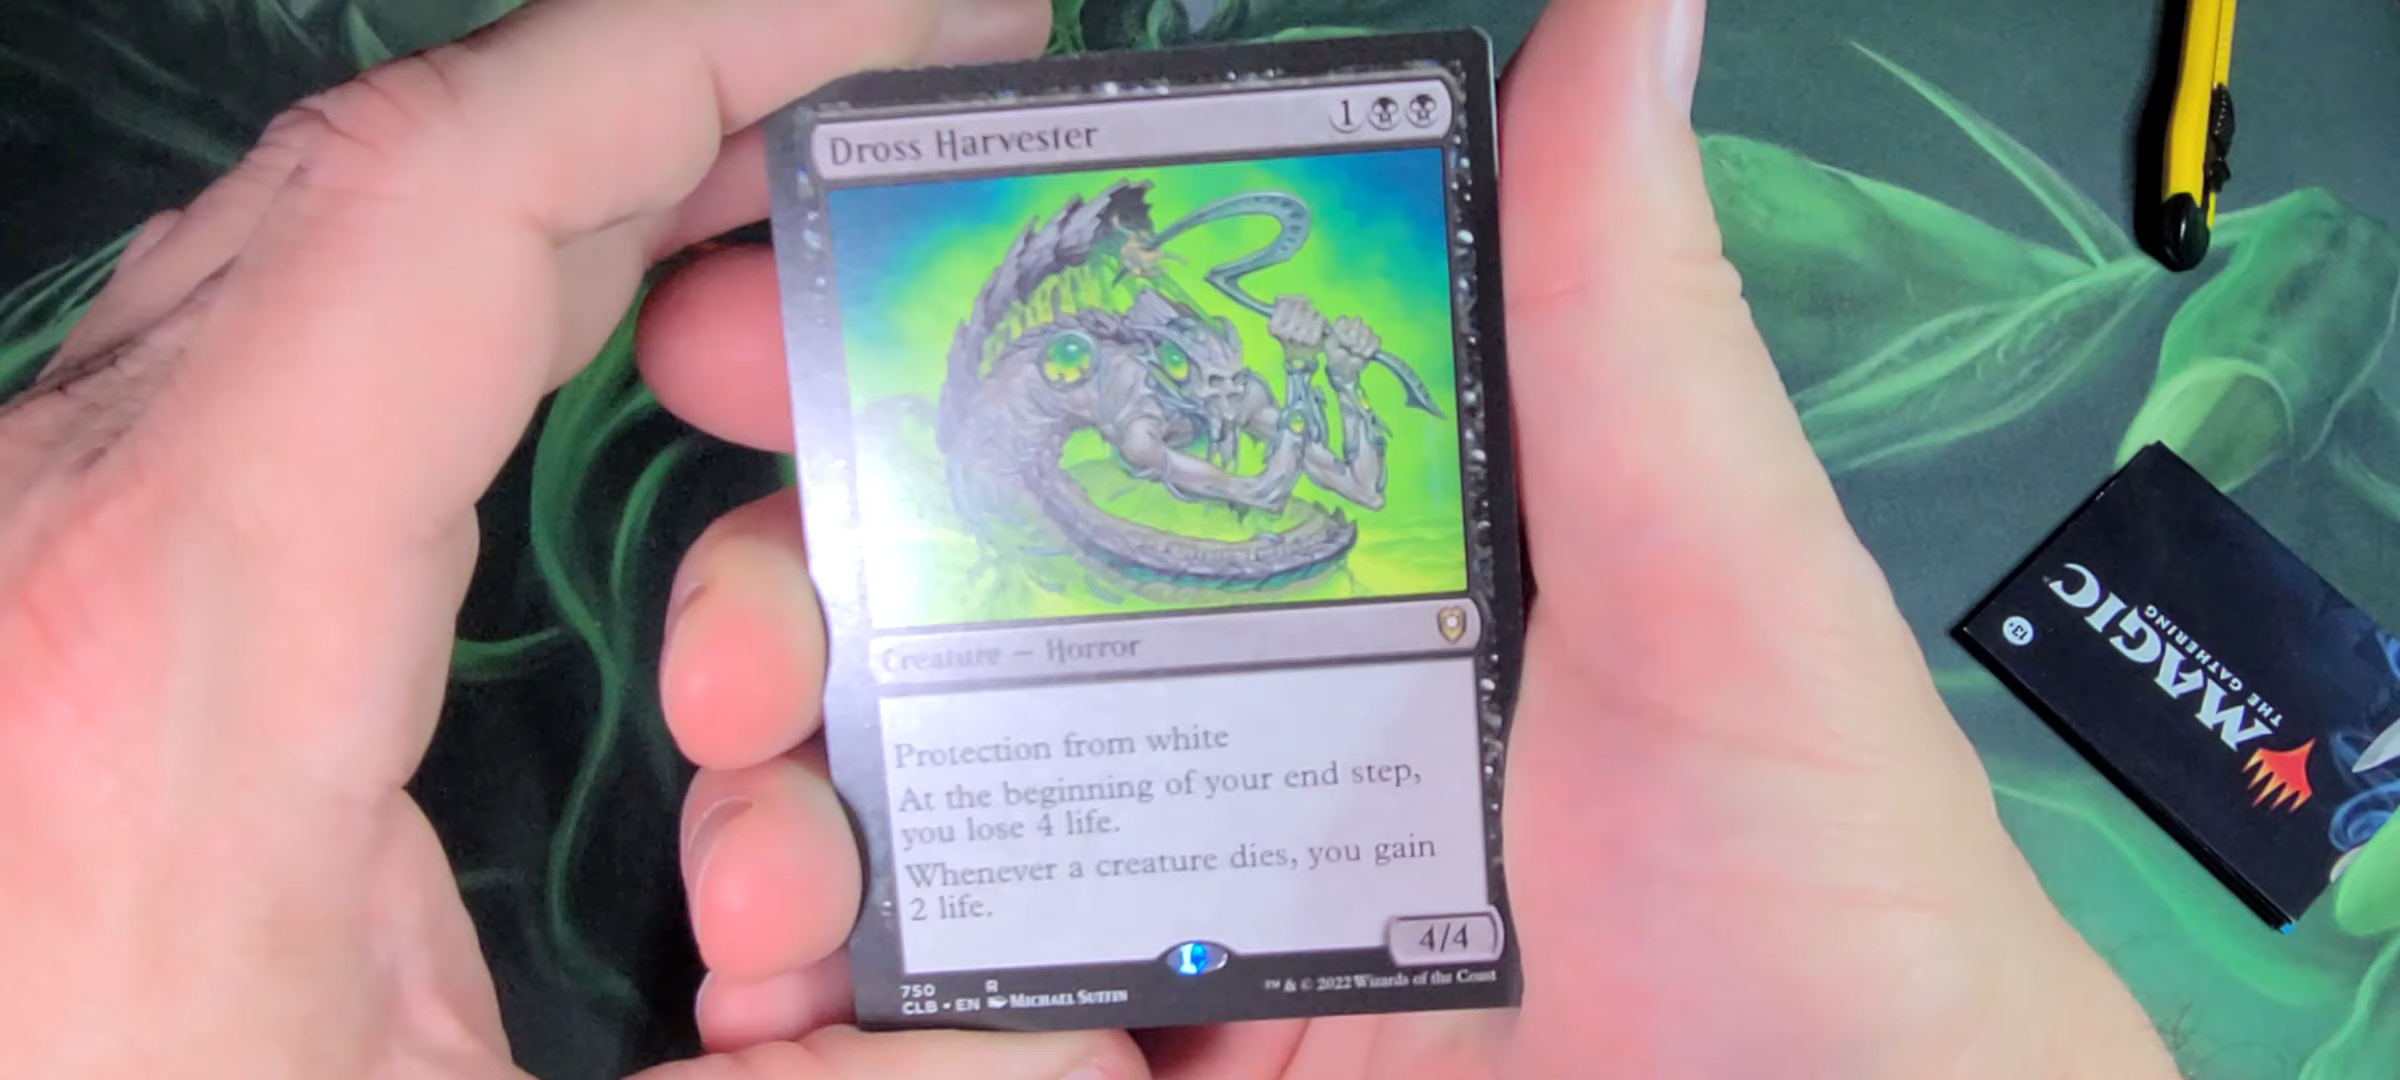 Dross Harvester
1
Creature — Horror
Protection from white
At the beginning of your end step,
you lose 4 life.
Whenever a creature dies, you gain
2 life.
4/4
750 R
CLB • EN Michael Sutfin
™ & © 2022 Wizards of the Coast
13+
MAGIC
THE GATHERING